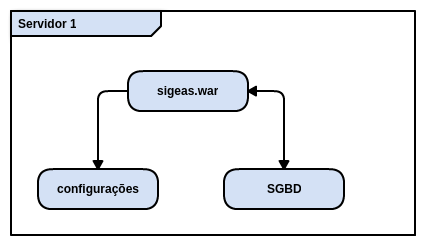 Servidor 1
sigeas.war
configurações
SGBD